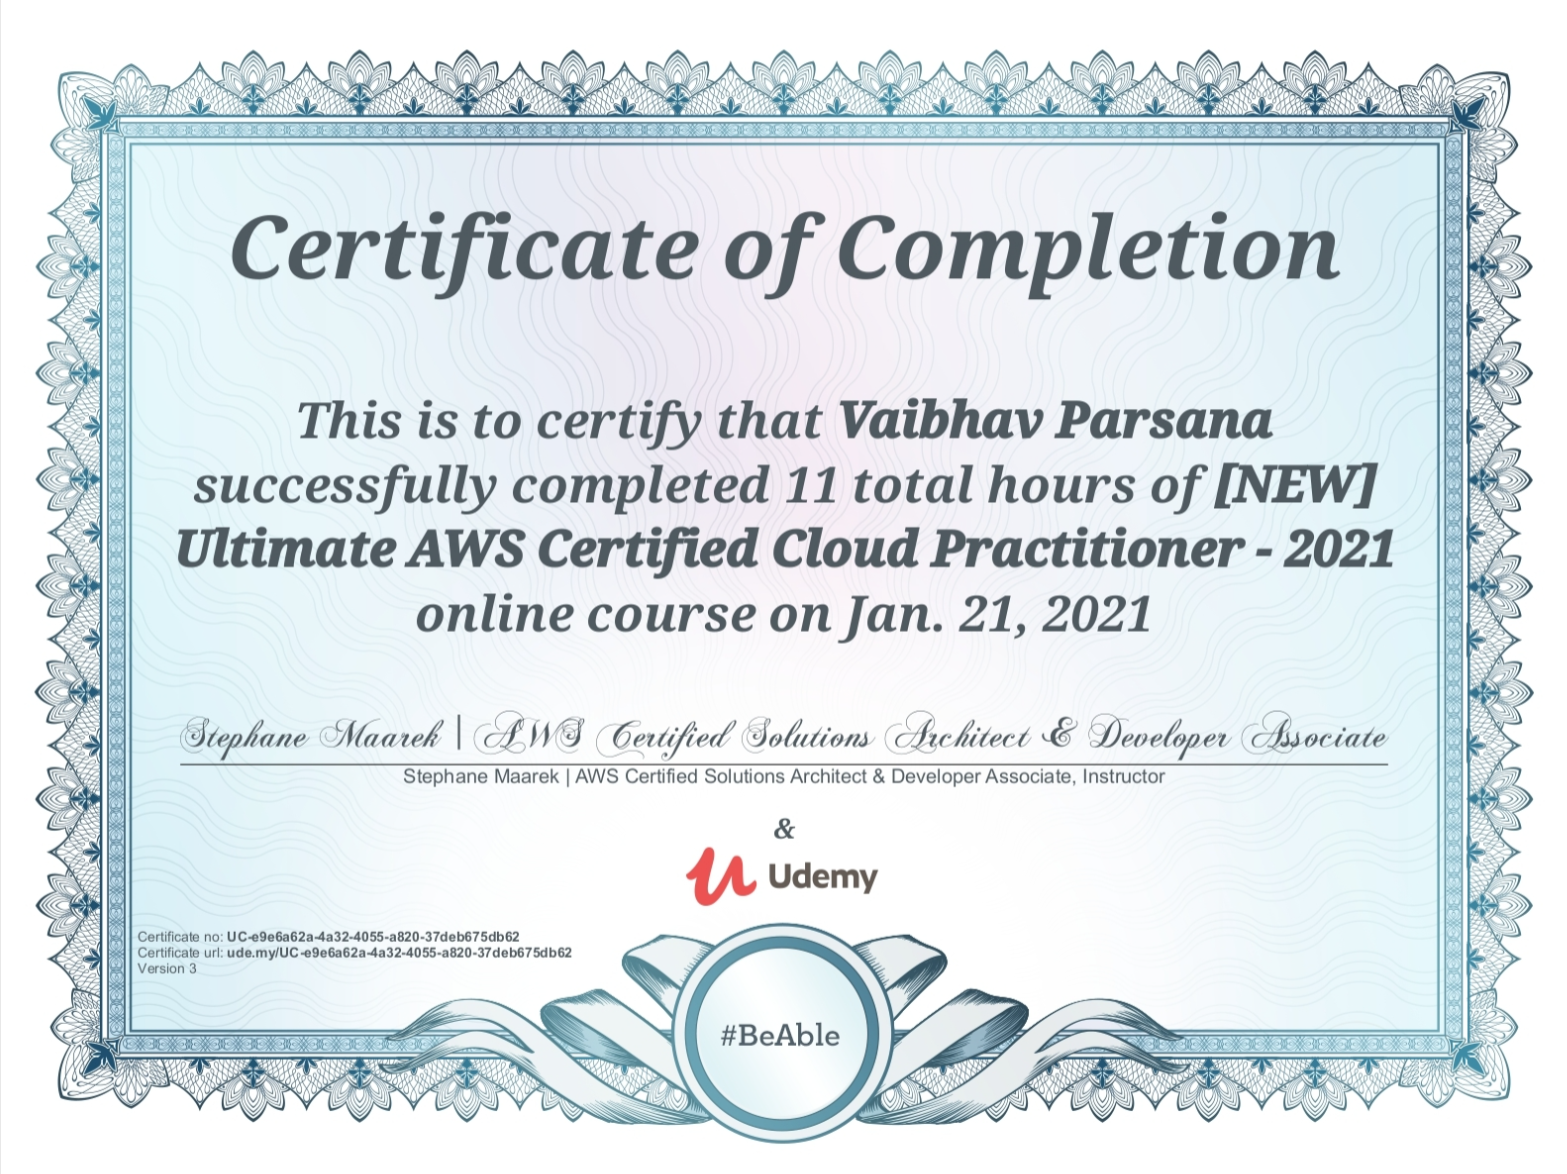 Certificate of Completion
This is to certify that Vaibhav Parsana
successfully completed 11 total hours of [NEW]
Ultimate AWS Certified Cloud Practitioner - 2021
online course on Jan. 21, 2021
Stephane Maarek | AWS Certified Solutions Architect & Developer Associate
Stephane Maarek | AWS Certified Solutions Architect & Developer Associate, Instructor
&
Udemy
Certificate no: UC-e9e6a62a-4a32-4055-a820-37deb675db62
Certificate url: ude.my/UC-e9e6a62a-4a32-4055-a820-37deb675db62
Version 3
#BeAble